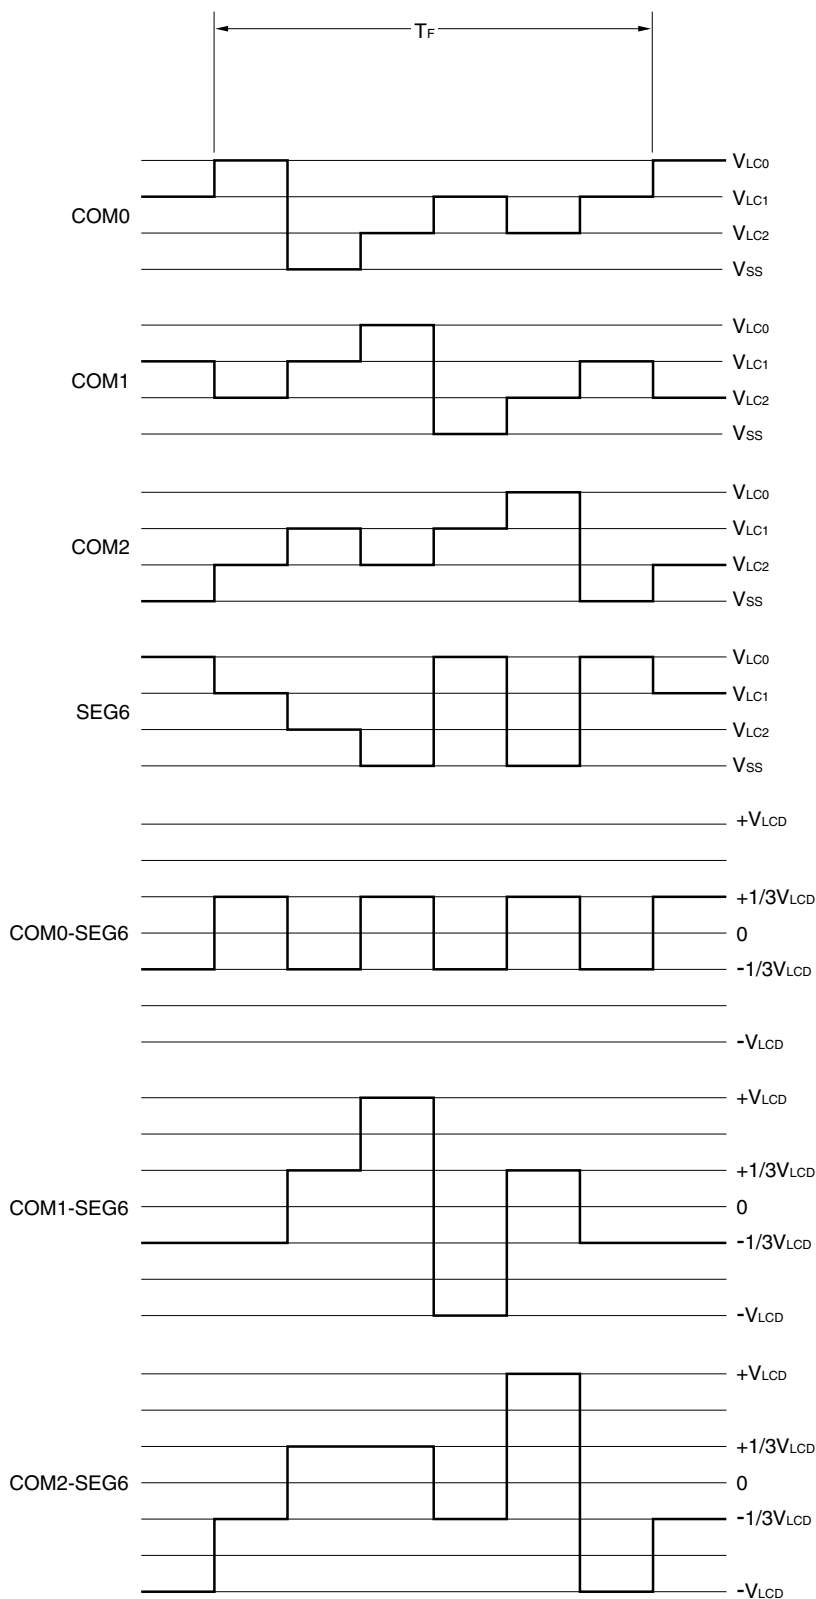 TF
VLC0
VLC1
COM0
VLC2
VSS
VLC0
VLC1
COM1
VLC2
VSS
VLC0
VLC1
COM2
VLC2
VSS
VLC0
VLC1
SEG6
VLC2
VSS
+VLCD
+1/3VLCD
COM0-SEG6
0
-1/3VLCD
-VLCD
+VLCD
+1/3VLCD
COM1-SEG6
0
-1/3VLCD
-VLCD
+VLCD
+1/3VLCD
COM2-SEG6
0
-1/3VLCD
-VLCD